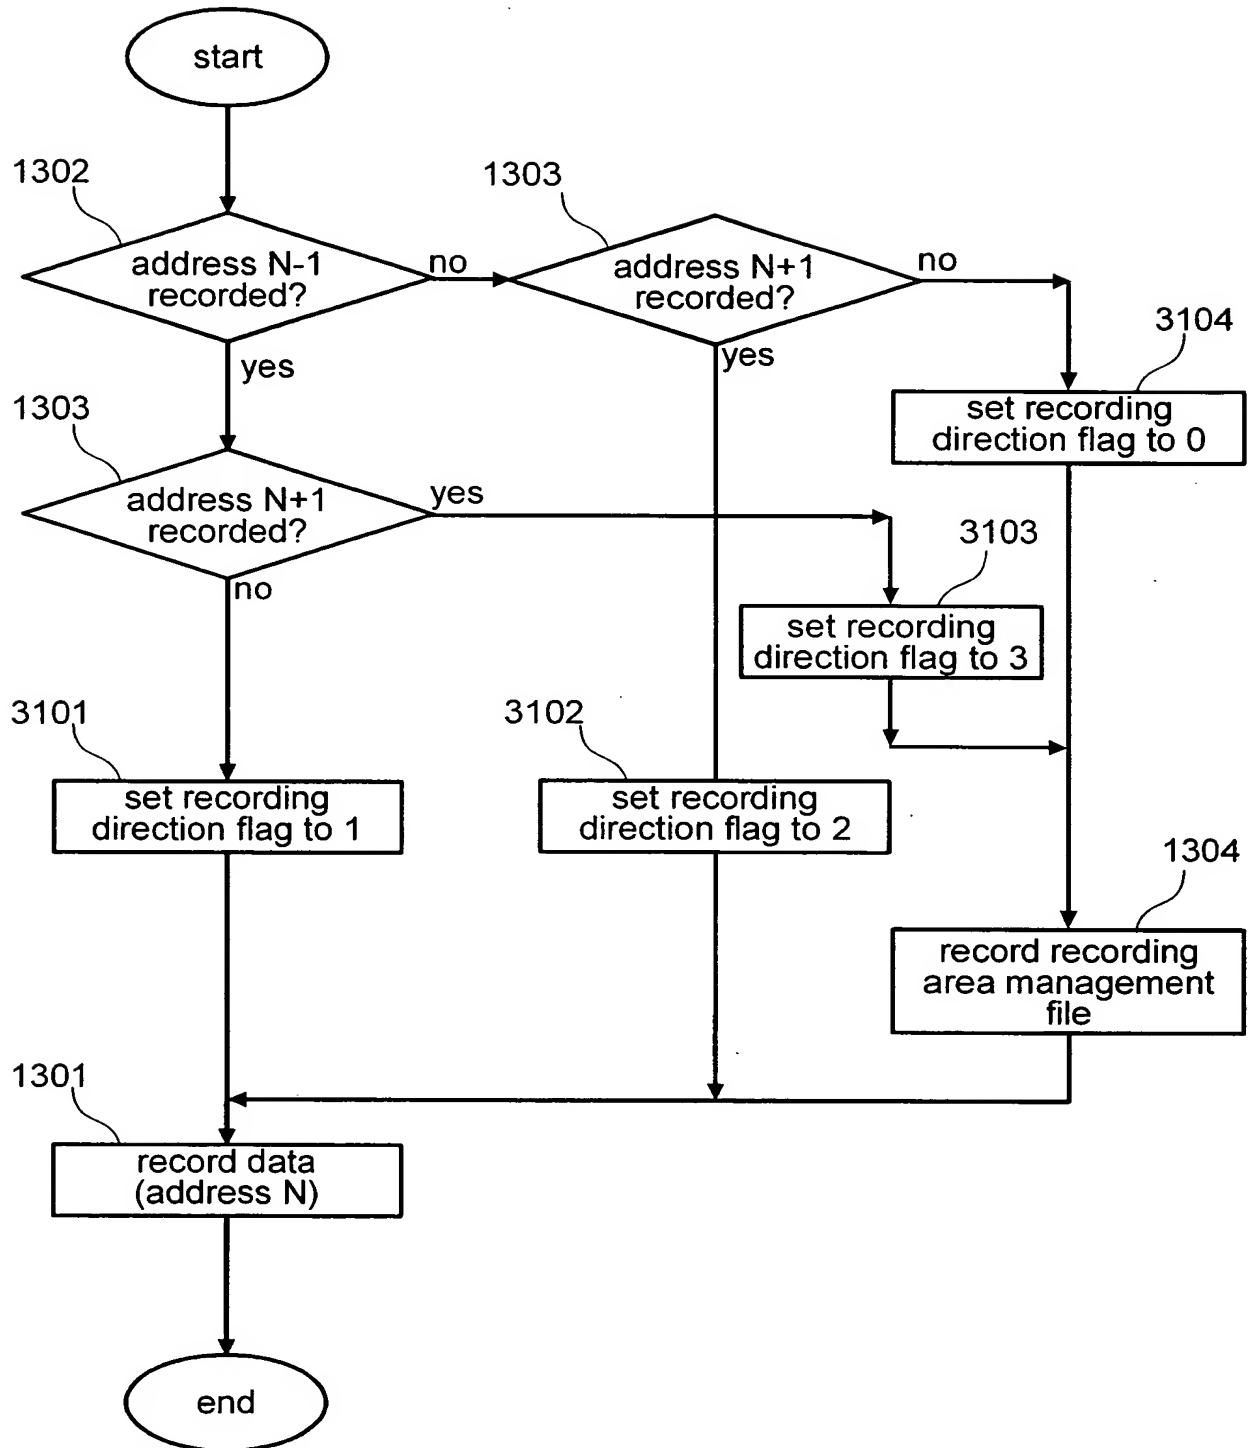 start
1302
1303
address N-1
recorded?
no
address N+1
recorded?
no
3104
yes
yes
set recording
direction flag to 0
1303
address N+1
recorded?
yes
3103
no
set recording
direction flag to 3
3101
3102
set recording
direction flag to 1
set recording
direction flag to 2
1304
record recording
area management
file
1301
record data
(address N)
end